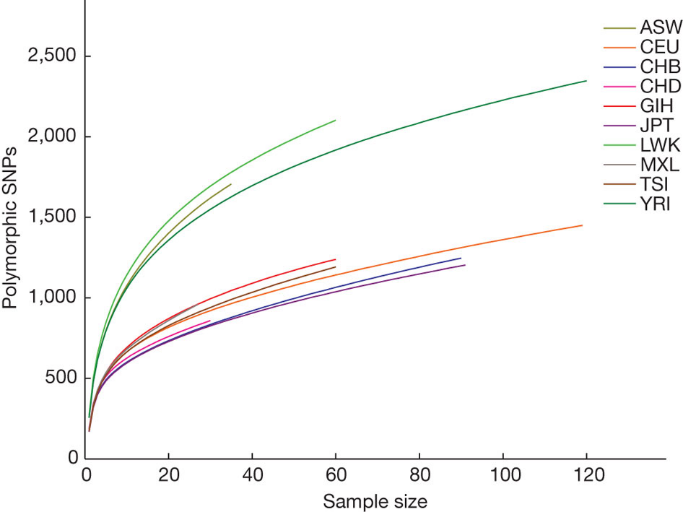 ASW
CEU
CHB
CHD
GIH
JPT
LWK
MXL
TSI
YRI
Polymorphic SNPs
2,500
2,000
1,500
1,000
500
0
0 20 40 60 80 100 120
Sample size